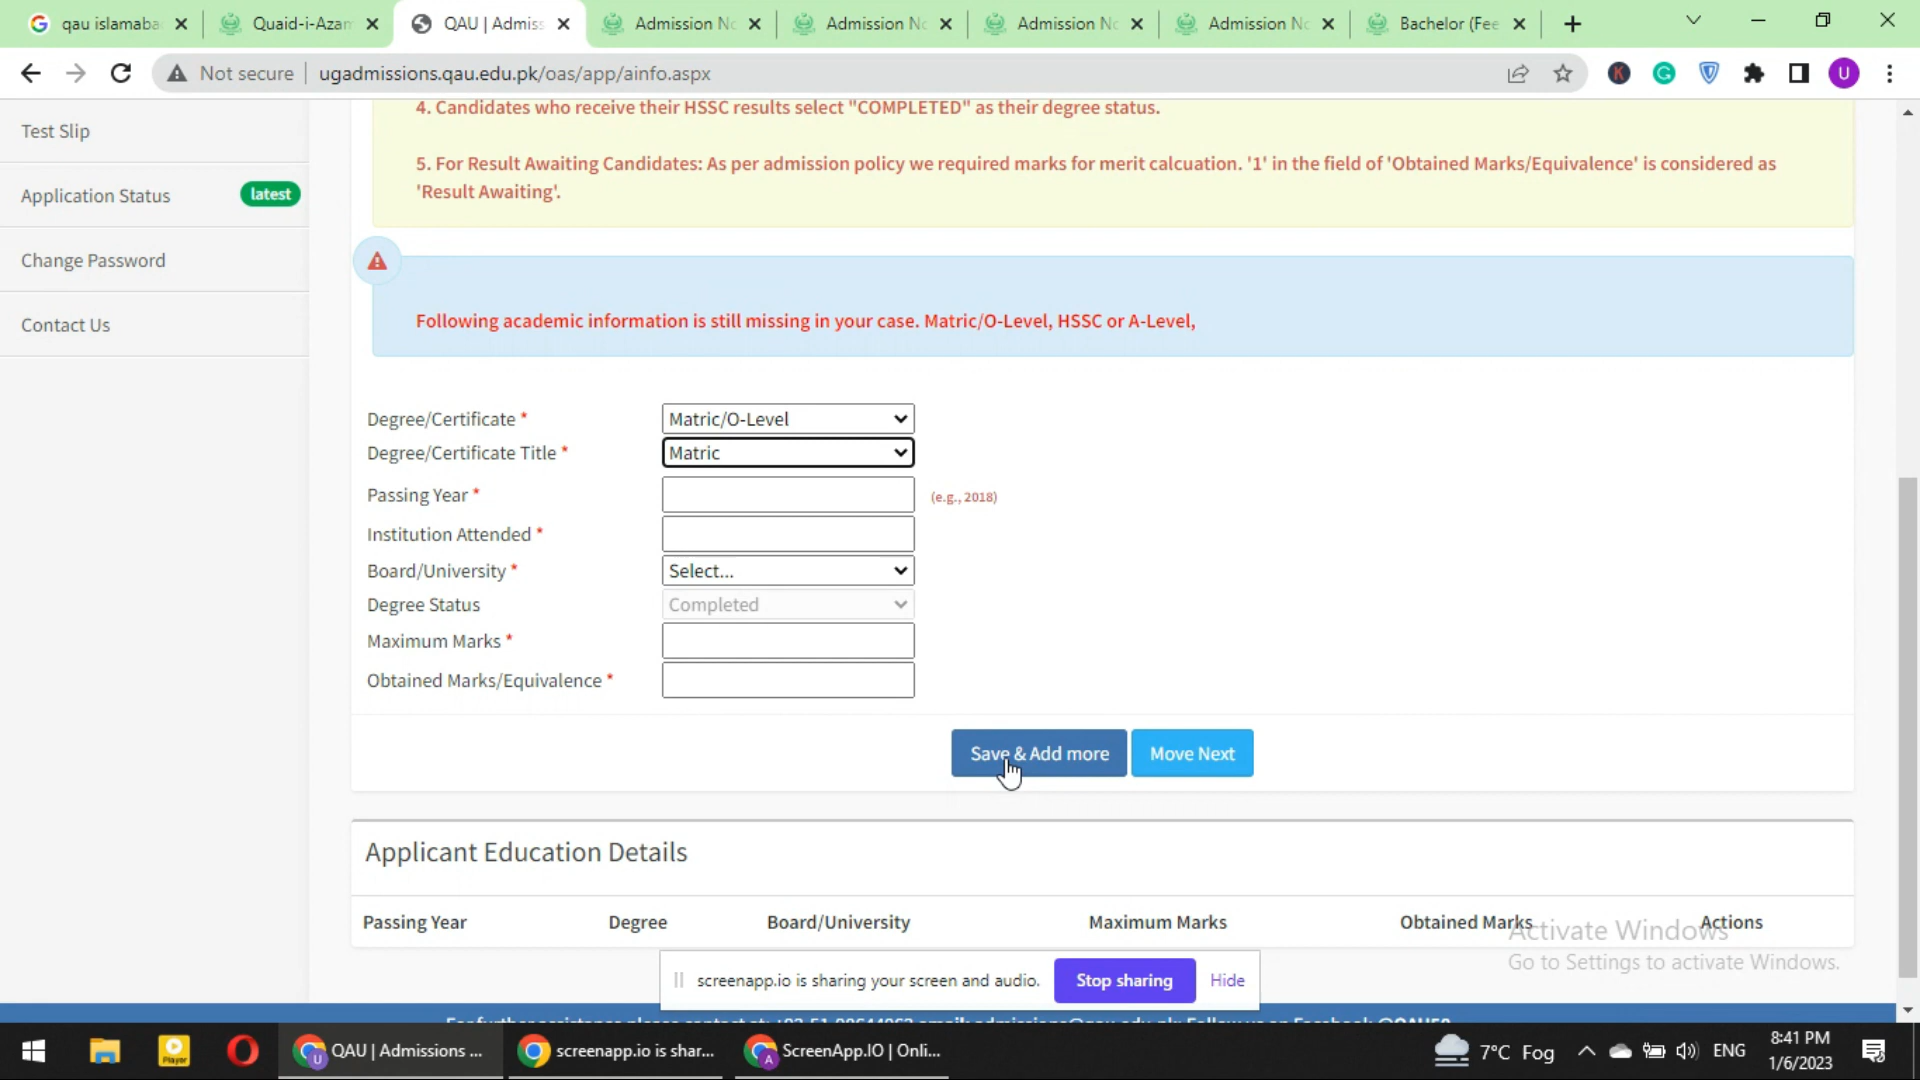 qau islamaba
Quaid-i-Azam
QAU | Admiss
Admission No
Admission No
Admission No
Admission No
Bachelor (Fee
Not secure
ugadmissions.qau.edu.pk/oas/app/ainfo.aspx
K
G
U
Test Slip
Application Status
latest
Change Password
Contact Us
4. Candidates who receive their HSSC results select "COMPLETED" as their degree status.
5. For Result Awaiting Candidates: As per admission policy we required marks for merit calcuation. '1' in the field of 'Obtained Marks/Equivalence' is considered as
'Result Awaiting'.
Following academic information is still missing in your case. Matric/O-Level, HSSC or A-Level,
Degree/Certificate * Matric/O-Level
Degree/Certificate Title * Matric
Passing Year * (e.g., 2018)
Institution Attended *
Board/University * Select...
Degree Status Completed
Maximum Marks *
Obtained Marks/Equivalence *
Save & Add more Move Next
Applicant Education Details
Passing Year Degree Board/University Maximum Marks Obtained Marks Actions
Activate Windows
Go to Settings to activate Windows.
screenapp.io is sharing your screen and audio. Stop sharing Hide
QAU | Admissions ...
screenapp.io is shar...
ScreenApp.IO | Onli...
7°C Fog
ENG
8:41 PM
1/6/2023